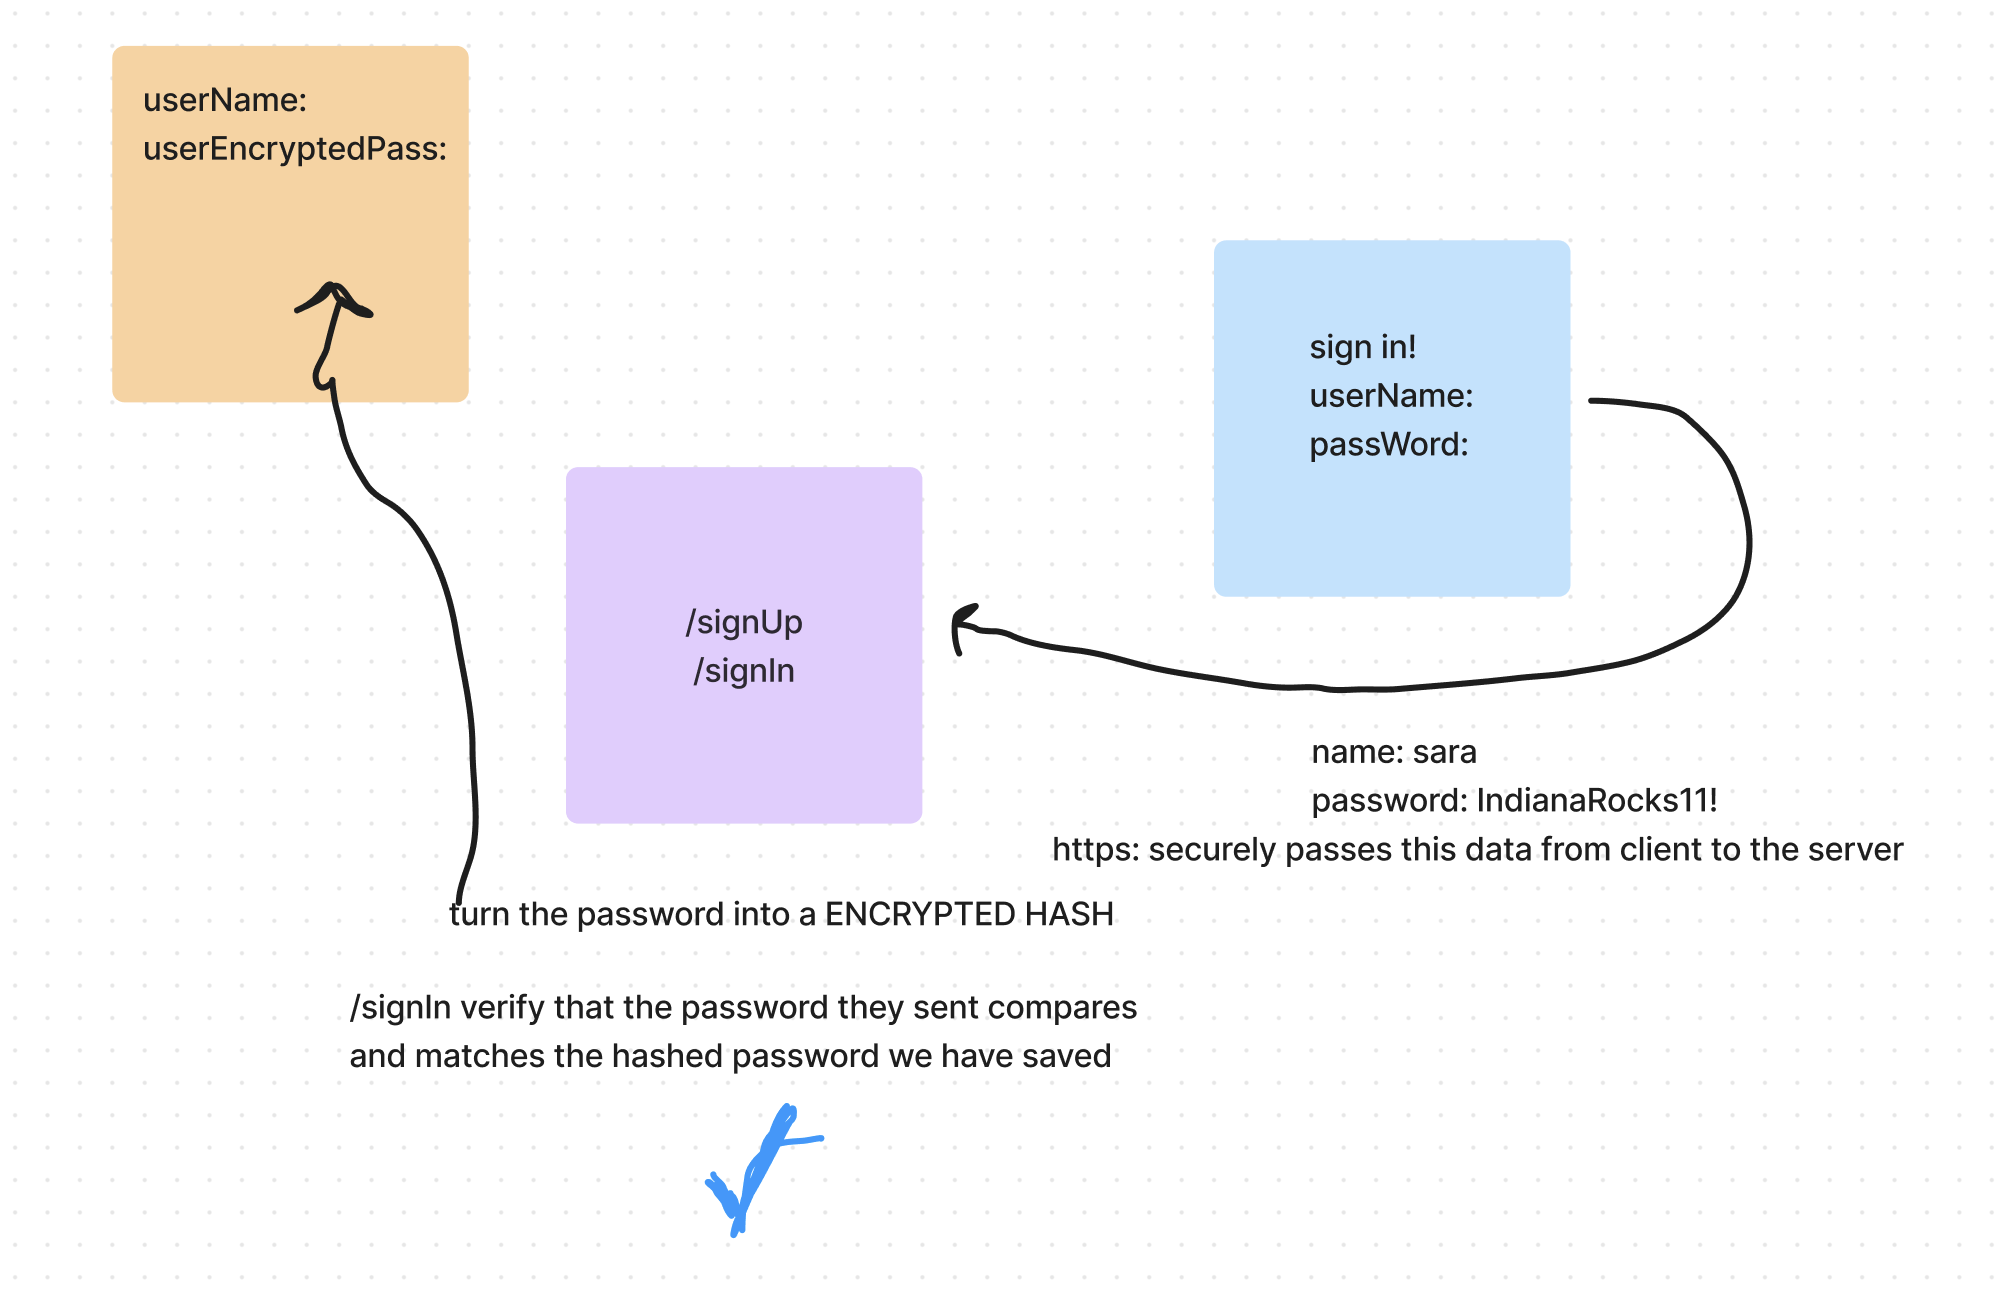 userName:
userEncryptedPass:
sign in!
userName:
passWord:
/signUp
/signIn
name: sara
password: IndianaRocks11!
https: securely passes this data from client to the server
turn the password into a ENCRYPTED HASH
/signIn verify that the password they sent compares
and matches the hashed password we have saved